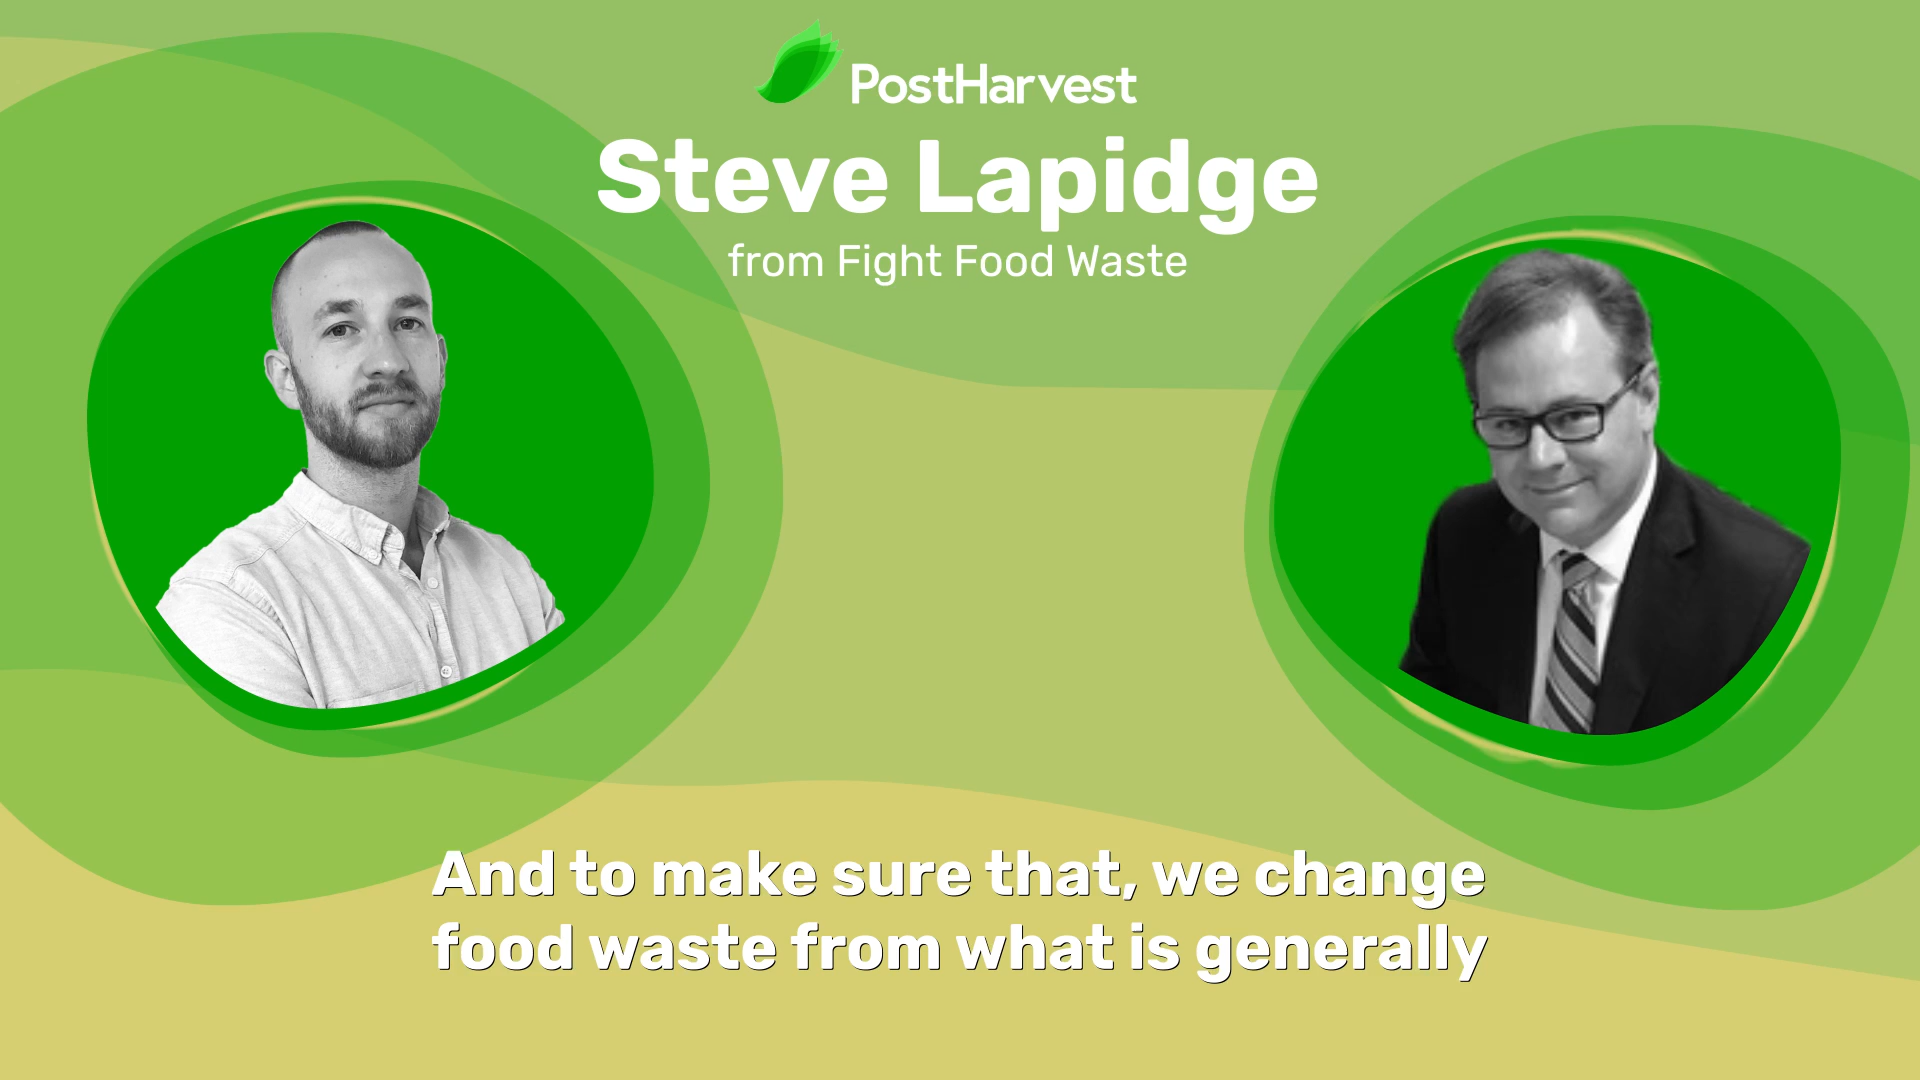 PostHarvest
Steve Lapidge
from Fight Food Waste
And to make sure that, we change
food waste from what is generally